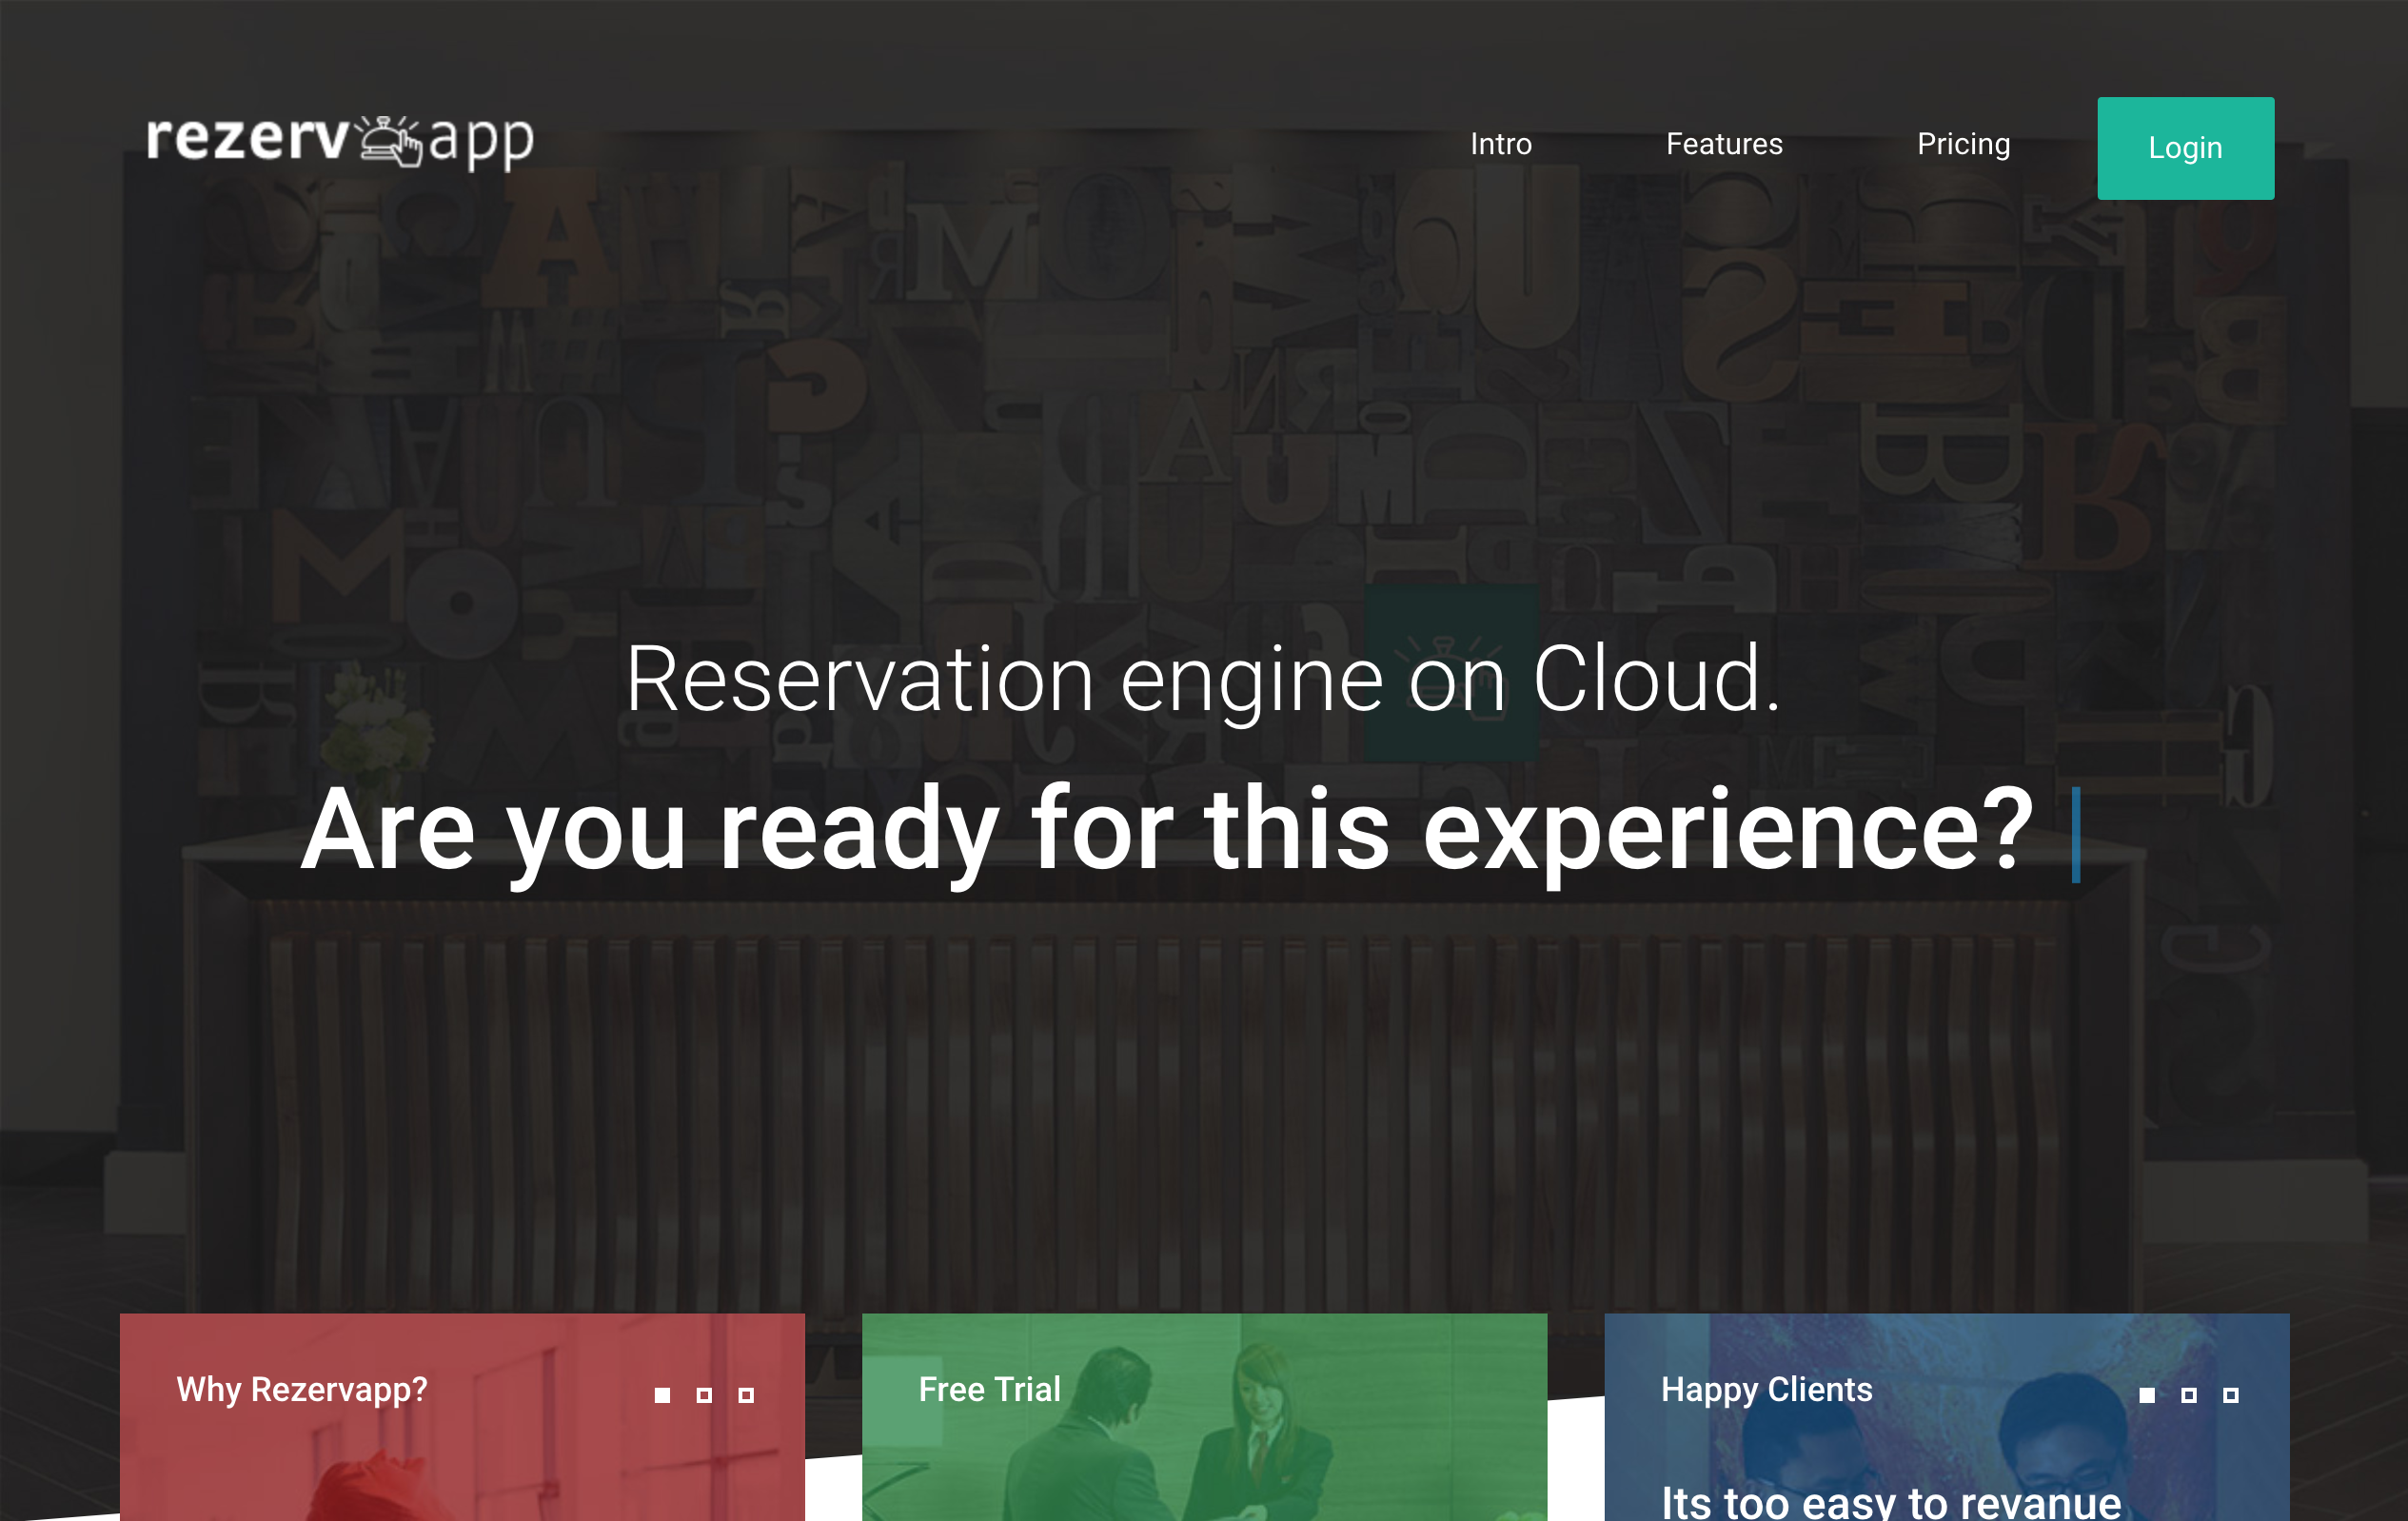 rezervapp
Intro
Features
Pricing
Login
Reservation engine on Cloud.
Are you ready for this experience?
Why Rezervapp?
Free Trial
Happy Clients
Its too easy to revanue